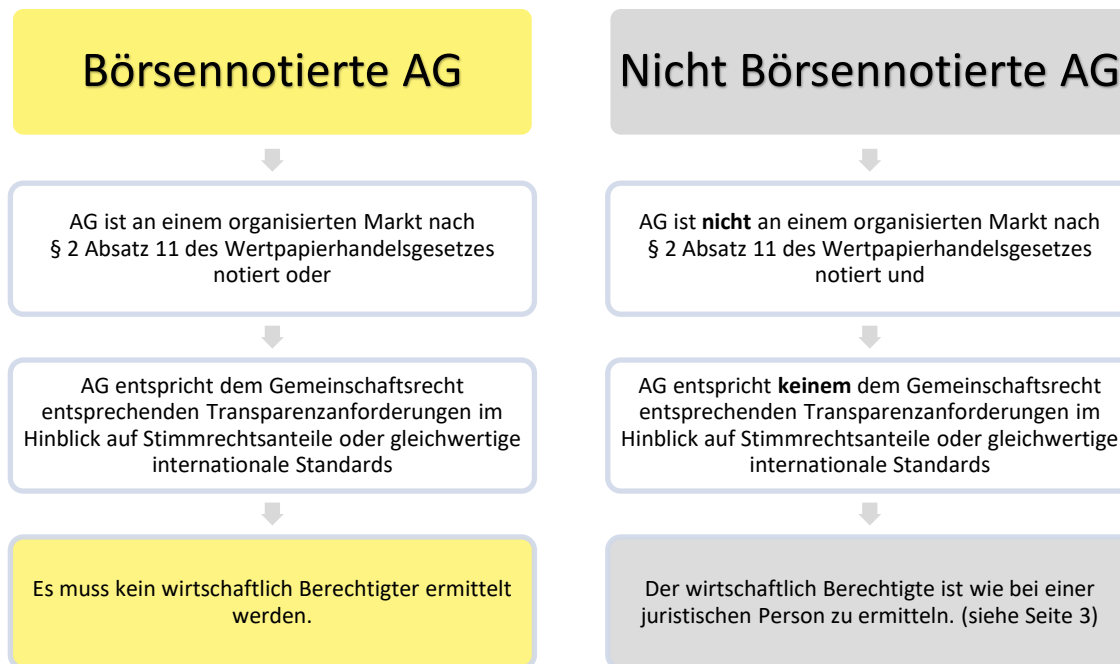 Börsennotierte AG
AG ist an einem organisierten Markt nach
§ 2 Absatz 11 des Wertpapierhandelsgesetzes
notiert oder
AG entspricht dem Gemeinschaftsrecht
entsprechenden Transparenzanforderungen im
Hinblick auf Stimmrechtsanteile oder gleichwertige
internationale Standards
Es muss kein wirtschaftlich Berechtigter ermittelt
werden.
Nicht Börsennotierte AG
AG ist nicht an einem organisierten Markt nach
§ 2 Absatz 11 des Wertpapierhandelsgesetzes
notiert und
AG entspricht keinem dem Gemeinschaftsrecht
entsprechenden Transparenzanforderungen im
Hinblick auf Stimmrechtsanteile oder gleichwertige
internationale Standards
Der wirtschaftlich Berechtigte ist wie bei einer
juristischen Person zu ermitteln. (siehe Seite 3)